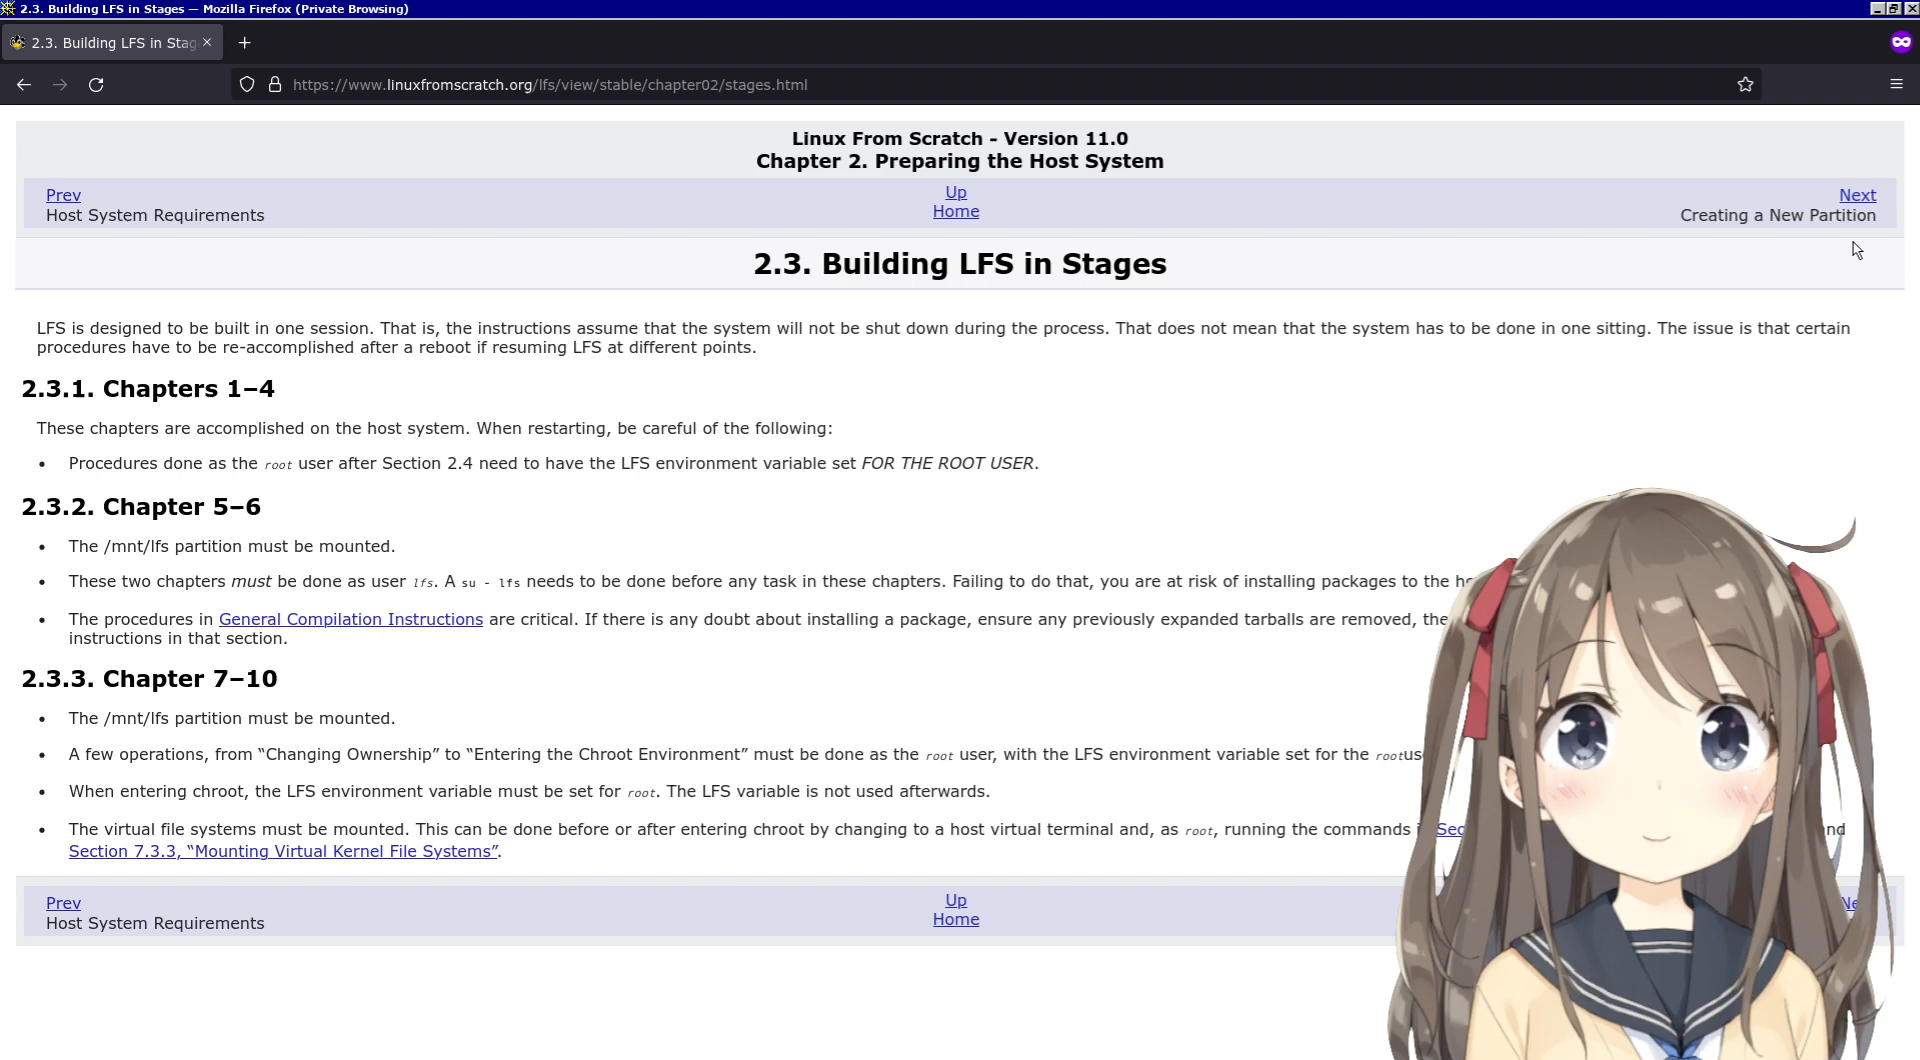 2.3. Building LFS in Stages — Mozilla Firefox (Private Browsing)
2.3. Building LFS in Stag
https://www.linuxfromscratch.org/lfs/view/stable/chapter02/stages.html
Linux From Scratch - Version 11.0
Chapter 2. Preparing the Host System
Prev
Up
Next
Host System Requirements
Home
Creating a New Partition
2.3. Building LFS in Stages
LFS is designed to be built in one session. That is, the instructions assume that the system will not be shut down during the process. That does not mean that the system has to be done in one sitting. The issue is that certain
procedures have to be re-accomplished after a reboot if resuming LFS at different points.
2.3.1. Chapters 1–4
These chapters are accomplished on the host system. When restarting, be careful of the following:
• Procedures done as the root user after Section 2.4 need to have the LFS environment variable set FOR THE ROOT USER.
2.3.2. Chapter 5–6
• The /mnt/lfs partition must be mounted.
• These two chapters must be done as user lfs. A su - lfs needs to be done before any task in these chapters. Failing to do that, you are at risk of installing packages to the
• The procedures in General Compilation Instructions are critical. If there is any doubt about installing a package, ensure any previously expanded tarballs are removed,
instructions in that section.
2.3.3. Chapter 7–10
• The /mnt/lfs partition must be mounted.
• A few operations, from “Changing Ownership” to “Entering the Chroot Environment” must be done as the root user, with the LFS environment variable set for the root
• When entering chroot, the LFS environment variable must be set for root. The LFS variable is not used afterwards.
• The virtual file systems must be mounted. This can be done before or after entering chroot by changing to a host virtual terminal and, as root, running the commands
Section 7.3.3, “Mounting Virtual Kernel File Systems”.
Prev
Up
Host System Requirements
Home